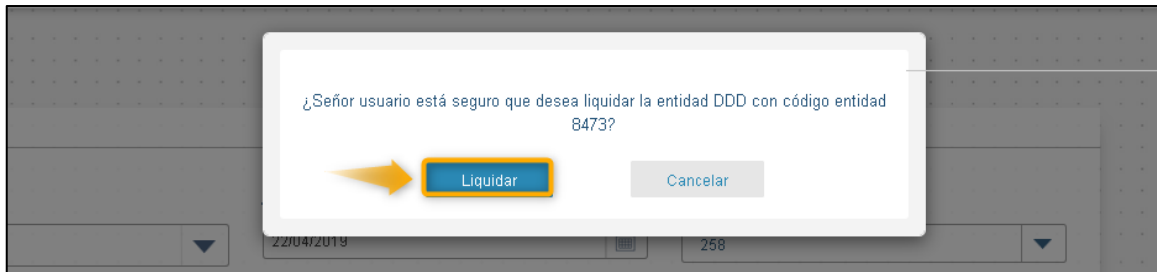 ¿Señor usuario está seguro que desea liquidar la entidad DDD con código entidad
8473?
Liquidar
Cancelar
22/04/2019
258